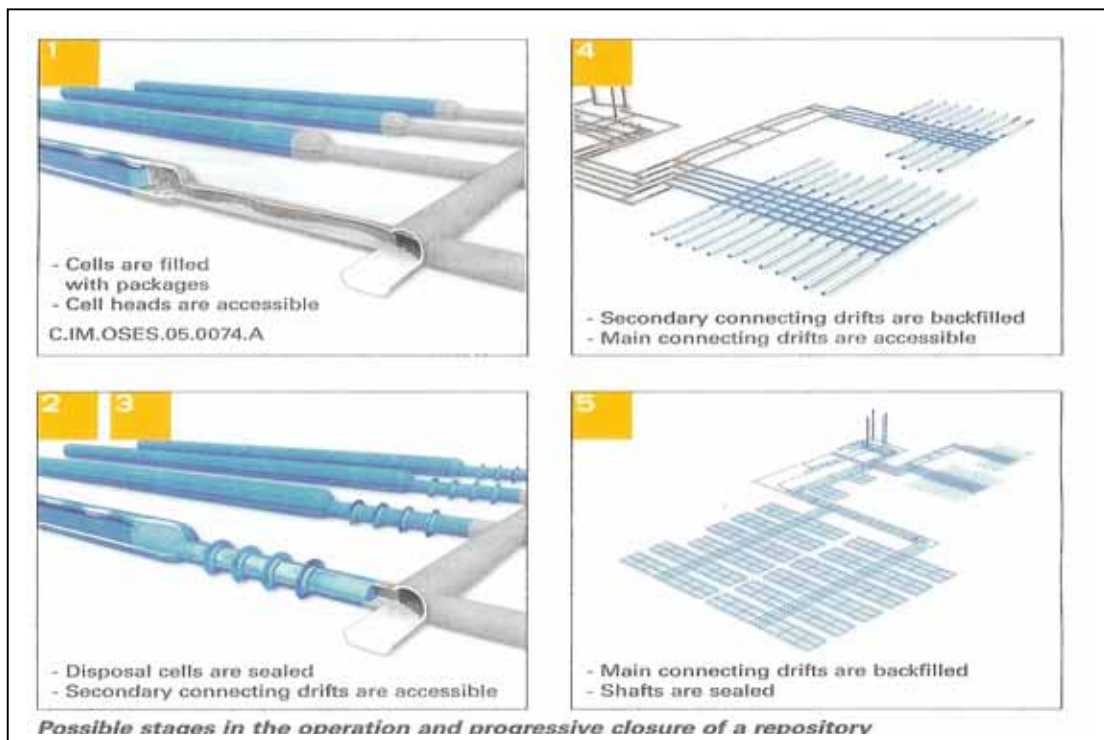 1
- Cells are filled
with packages
- Cell heads are accessible
C.IM.OSES.05.0074.A
4
- Secondary connecting drifts are backfilled
- Main connecting drifts are accessible
2 3
- Disposal cells are sealed
- Secondary connecting drifts are accessible
5
- Main connecting drifts are backfilled
- Shafts are sealed
Possible stages in the operation and progressive closure of a repository